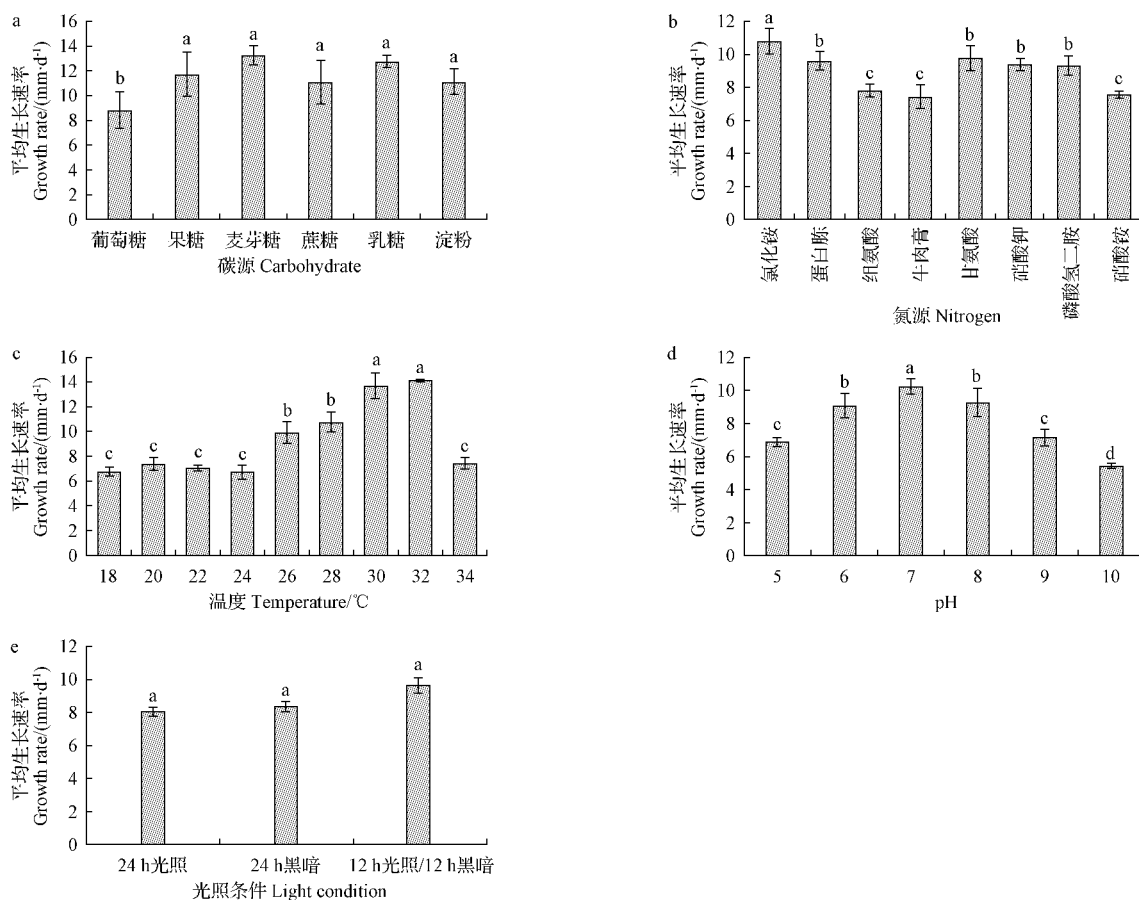 a
平均生长速率
Growth rate/(mm·d⁻¹)
16
14
12
10
8
6
4
2
0
b
a
a
a
a
a
葡萄糖 果糖 麦芽糖 蔗糖 乳糖 淀粉
碳源 Carbohydrate
b
平均生长速率
Growth rate/(mm·d⁻¹)
12
10
8
6
4
2
0
a
b
c
c
b
b
b
c
氯化铵
蛋白胨
组氨酸
牛肉膏
甘氨酸
硝酸钾
磷酸氢二胺
硝酸铵
氮源 Nitrogen
c
平均生长速率
Growth rate/(mm·d⁻¹)
16
14
12
10
8
6
4
2
0
c
c
c
c
b
b
a
a
c
18 20 22 24 26 28 30 32 34
温度 Temperature/℃
d
平均生长速率
Growth rate/(mm·d⁻¹)
12
10
8
6
4
2
0
c
b
a
b
c
d
5 6 7 8 9 10
pH
e
平均生长速率
Growth rate/(mm·d⁻¹)
12
10
8
6
4
2
0
a
a
a
24 h光照 24 h黑暗 12 h光照/12 h黑暗
光照条件 Light condition